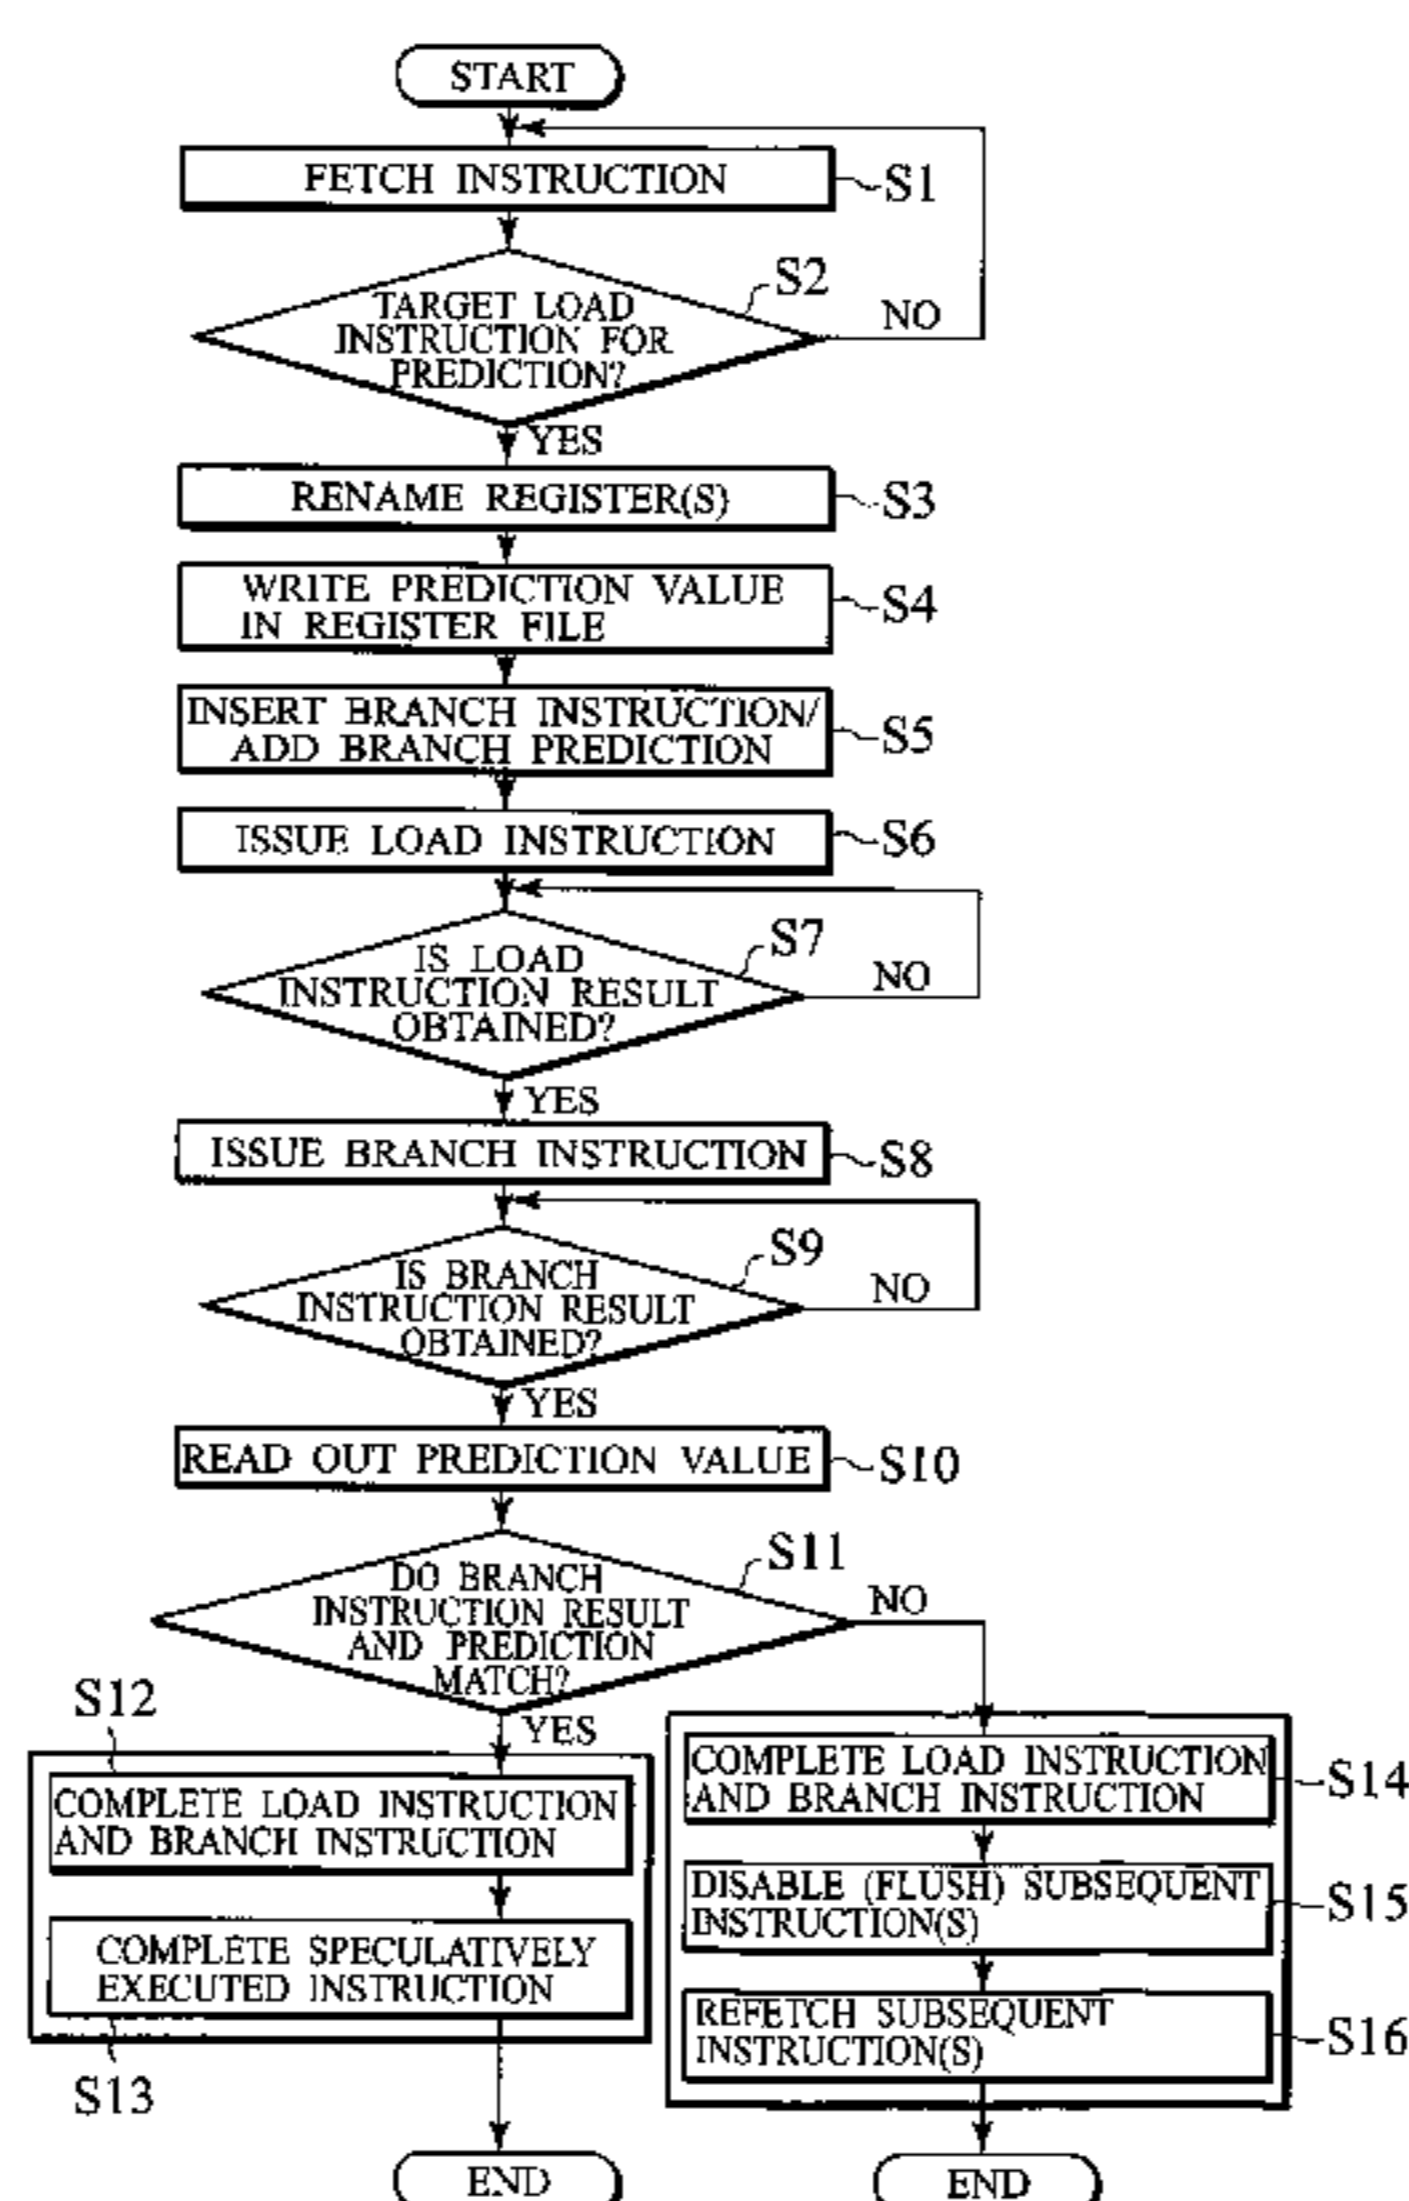 START
FETCH INSTRUCTION
S1
S2
TARGET LOAD
INSTRUCTION FOR
PREDICTION?
NO
YES
RENAME REGISTER(S)
S3
WRITE PREDICTION VALUE
IN REGISTER FILE
S4
INSERT BRANCH INSTRUCTION/
ADD BRANCH PREDICTION
S5
ISSUE LOAD INSTRUCTION
S6
S7
IS LOAD
INSTRUCTION RESULT
OBTAINED?
NO
YES
ISSUE BRANCH INSTRUCTION
S8
S9
IS BRANCH
INSTRUCTION RESULT
OBTAINED?
NO
YES
READ OUT PREDICTION VALUE
S10
S11
DO BRANCH
INSTRUCTION RESULT
AND PREDICTION
MATCH?
NO
YES
S12
COMPLETE LOAD INSTRUCTION
AND BRANCH INSTRUCTION
COMPLETE SPECULATIVELY
EXECUTED INSTRUCTION
S13
END
COMPLETE LOAD INSTRUCTION
AND BRANCH INSTRUCTION
S14
DISABLE (FLUSH) SUBSEQUENT
INSTRUCTION(S)
S15
REFETCH SUBSEQUENT
INSTRUCTION(S)
S16
END